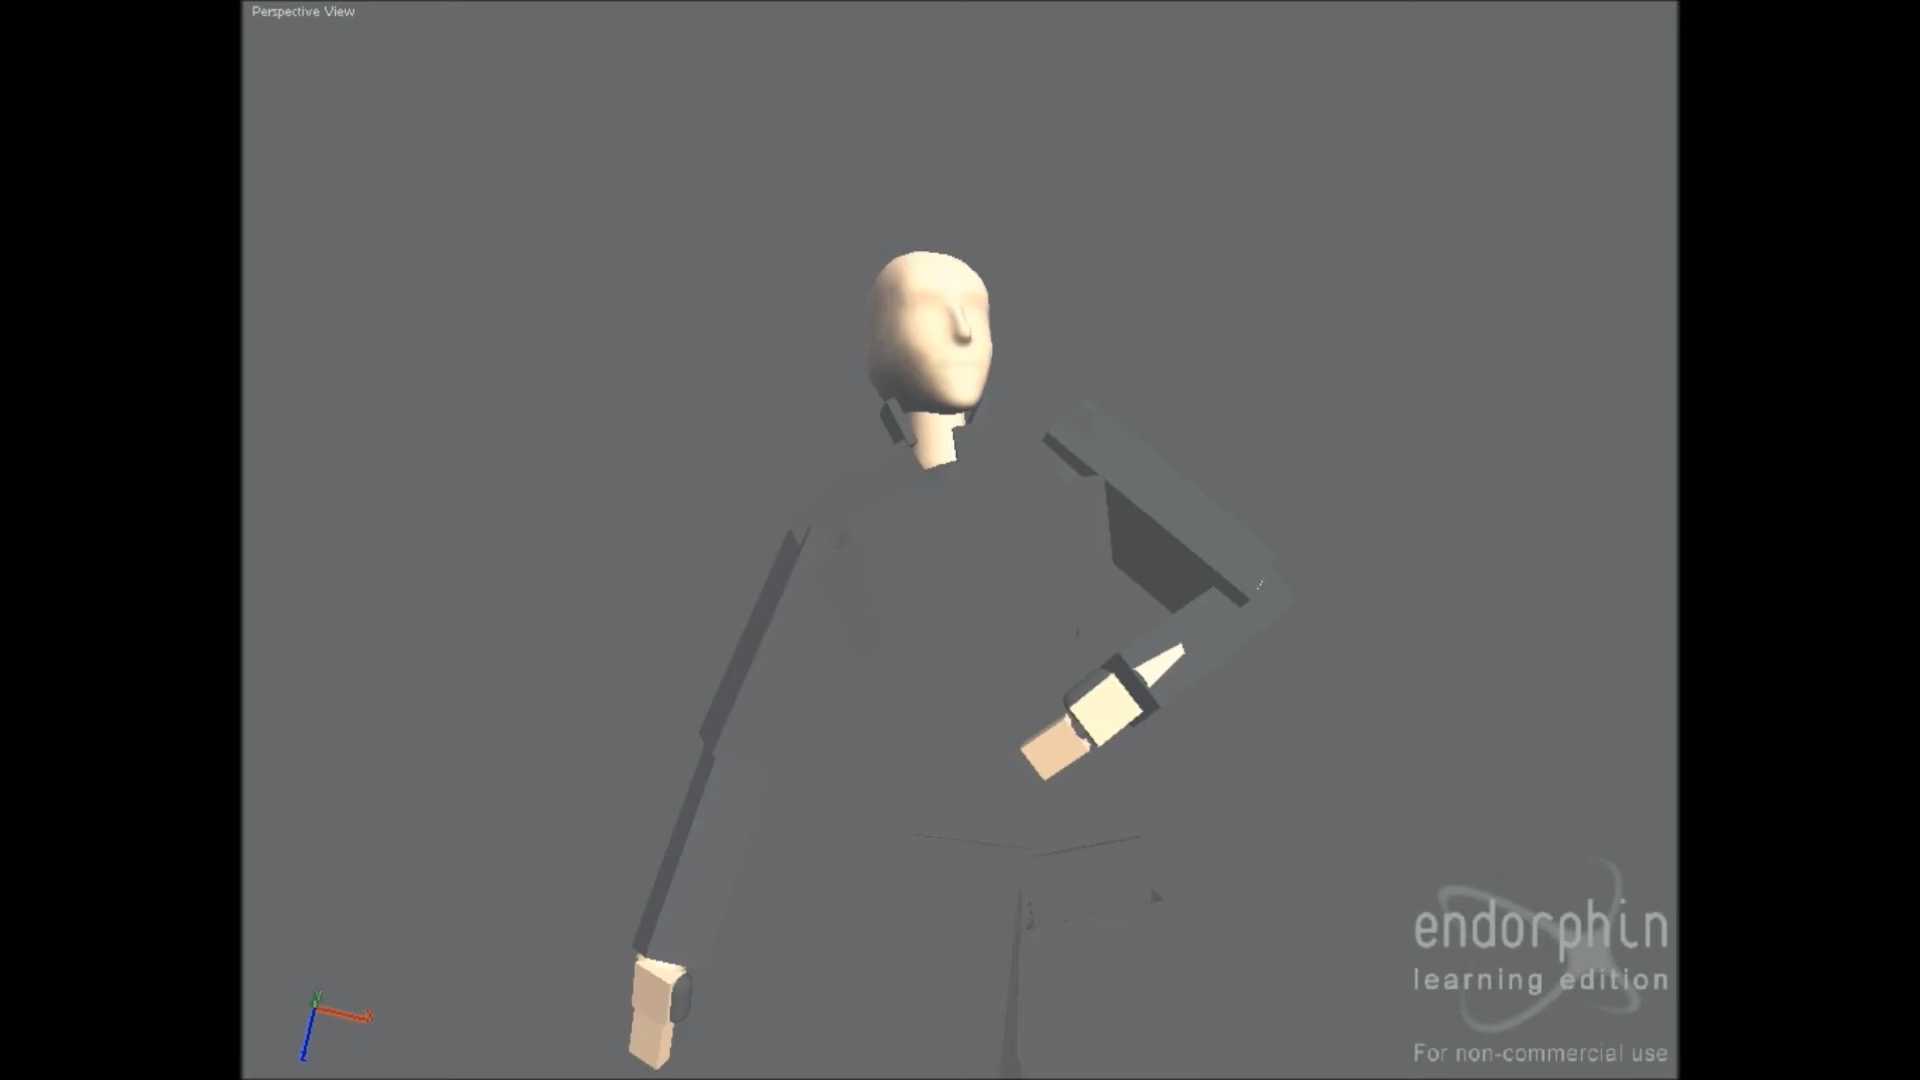 Perspective View
endorphin
learning edition
Y
X
For non-commercial use